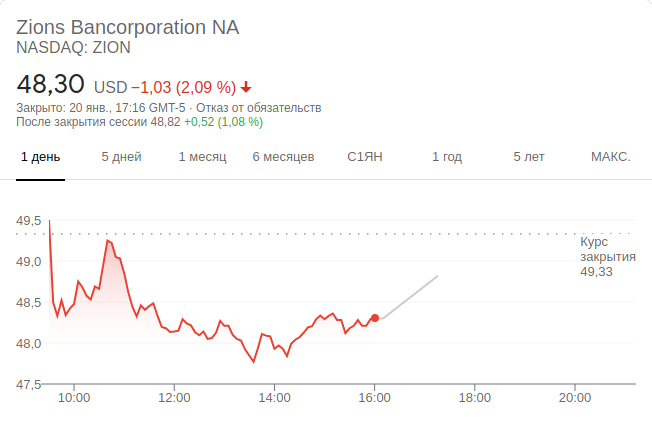 Zions Bancorporation NA
NASDAQ: ZION
48,30 USD −1,03 (2,09 %)
Закрыто: 20 янв., 17:16 GMT-5 · Отказ от обязательств
После закрытия сессии 48,82 +0,52 (1,08 %)
1 день 5 дней 1 месяц 6 месяцев С1ЯН 1 год 5 лет МАКС.
49,5
Курс
закрытия
49,33
49,0
48,5
48,0
47,5
10:00 12:00 14:00 16:00 18:00 20:00